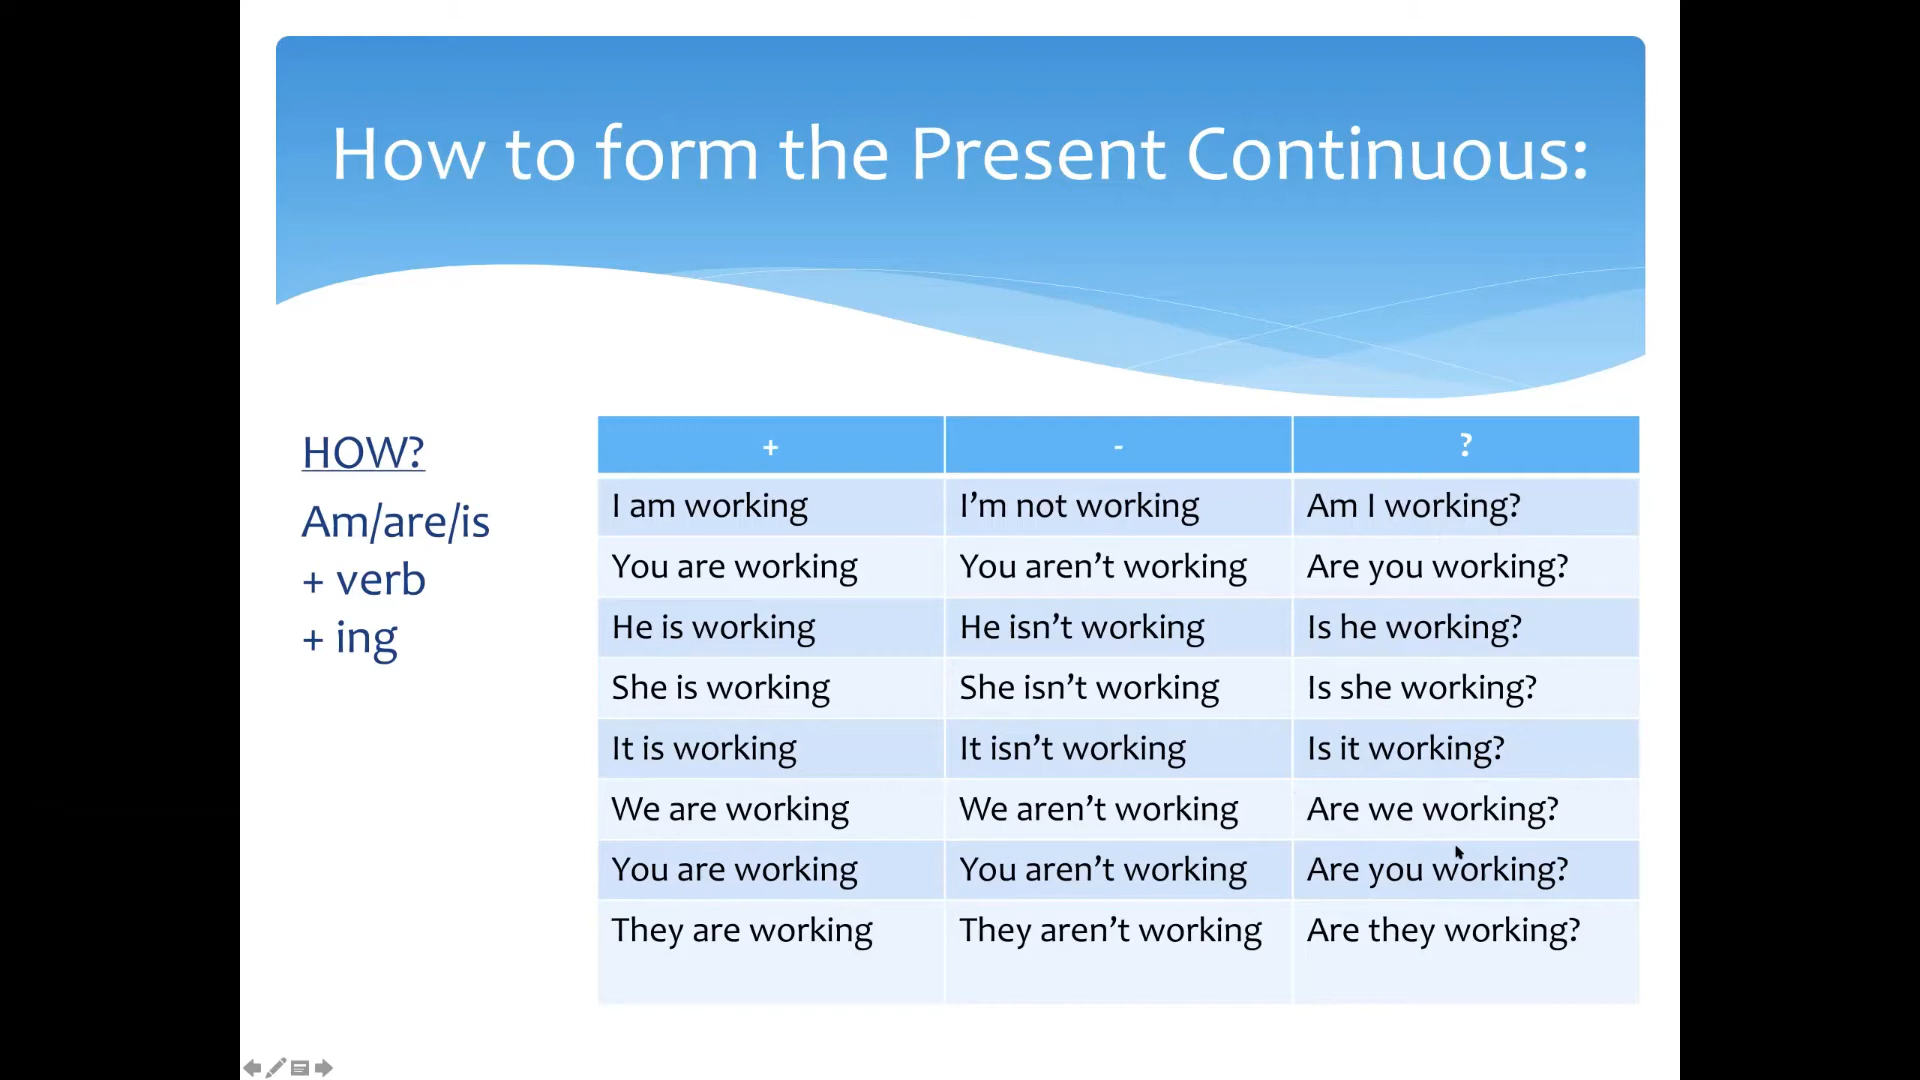 How to form the Present Continuous:
HOW?
Am/are/is
+ verb
+ ing
+ - ?
I am working I’m not working Am I working?
You are working You aren’t working Are you working?
He is working He isn’t working Is he working?
She is working She isn’t working Is she working?
It is working It isn’t working Is it working?
We are working We aren’t working Are we working?
You are working You aren’t working Are you working?
They are working They aren’t working Are they working?